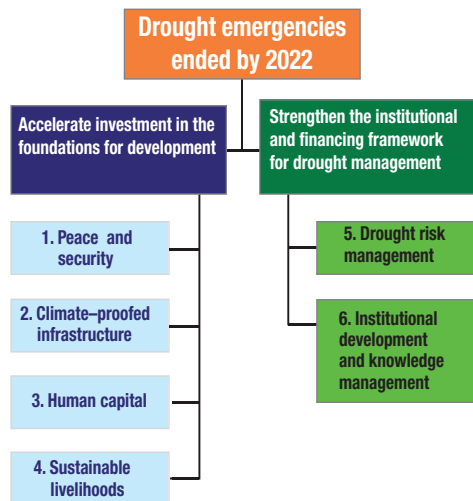 Drought emergencies
ended by 2022
Accelerate investment in the
foundations for development
Strengthen the institutional
and financing framework
for drought management
1. Peace and
security
2. Climate–proofed
infrastructure
3. Human capital
4. Sustainable
livelihoods
5. Drought risk
management
6. Institutional
development
and knowledge
management